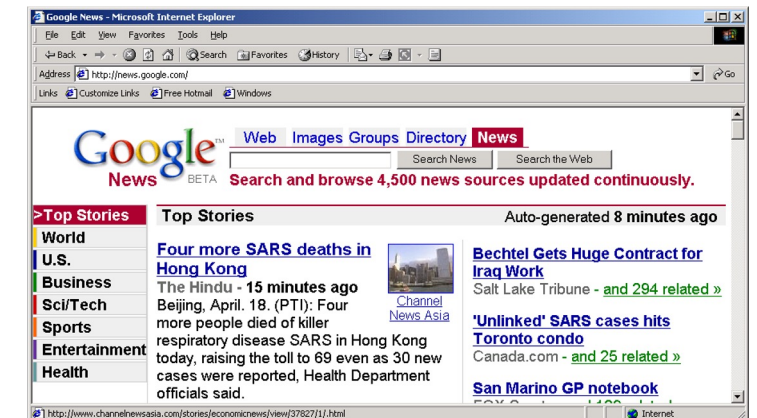 Google News - Microsoft Internet Explorer
File Edit View Favorites Tools Help
Back Search Favorites History
Address http://news.google.com/ Go
Links Customize Links Free Hotmail Windows
Google™
News BETA
Web Images Groups Directory News
Search News Search the Web
Search and browse 4,500 news sources updated continuously.
>Top Stories
World
U.S.
Business
Sci/Tech
Sports
Entertainment
Health
Top Stories Auto-generated 8 minutes ago
Four more SARS deaths in
Hong Kong
The Hindu - 15 minutes ago
Beijing, April. 18. (PTI): Four
more people died of killer
respiratory disease SARS in Hong Kong
today, raising the toll to 69 even as 30 new
cases were reported, Health Department
officials said.
Channel
News Asia
Bechtel Gets Huge Contract for
Iraq Work
Salt Lake Tribune - and 294 related »
'Unlinked' SARS cases hits
Toronto condo
Canada.com - and 25 related »
San Marino GP notebook
http://www.channelnewsasia.com/stories/economicnews/view/37827/1/.html Internet